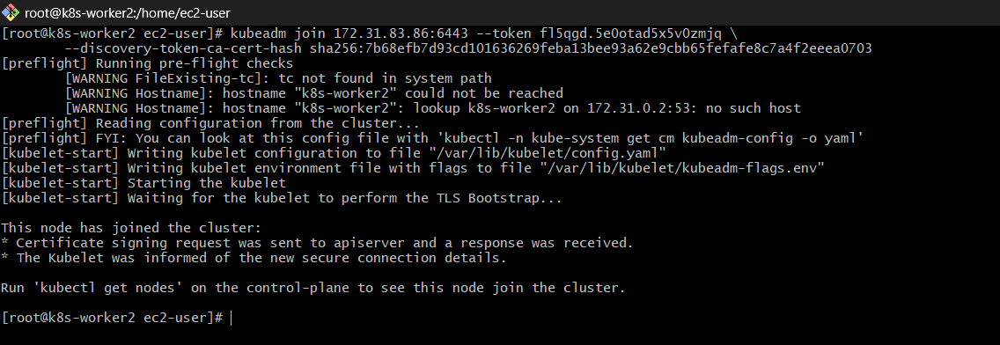 root@k8s-worker2:/home/ec2-user
[root@k8s-worker2 ec2-user]# kubeadm join 172.31.83.86:6443 --token fl5qgd.5e0otad5x5v0zmjq \
        --discovery-token-ca-cert-hash sha256:7b68efb7d93cd101636269feba13bee93a62e9cbb65fefafe8c7a4f2eeea0703
[preflight] Running pre-flight checks
        [WARNING FileExisting-tc]: tc not found in system path
        [WARNING Hostname]: hostname "k8s-worker2" could not be reached
        [WARNING Hostname]: hostname "k8s-worker2": lookup k8s-worker2 on 172.31.0.2:53: no such host
[preflight] Reading configuration from the cluster...
[preflight] FYI: You can look at this config file with 'kubectl -n kube-system get cm kubeadm-config -o yaml'
[kubelet-start] Writing kubelet configuration to file "/var/lib/kubelet/config.yaml"
[kubelet-start] Writing kubelet environment file with flags to file "/var/lib/kubelet/kubeadm-flags.env"
[kubelet-start] Starting the kubelet
[kubelet-start] Waiting for the kubelet to perform the TLS Bootstrap...

This node has joined the cluster:
* Certificate signing request was sent to apiserver and a response was received.
* The Kubelet was informed of the new secure connection details.

Run 'kubectl get nodes' on the control-plane to see this node join the cluster.

[root@k8s-worker2 ec2-user]#